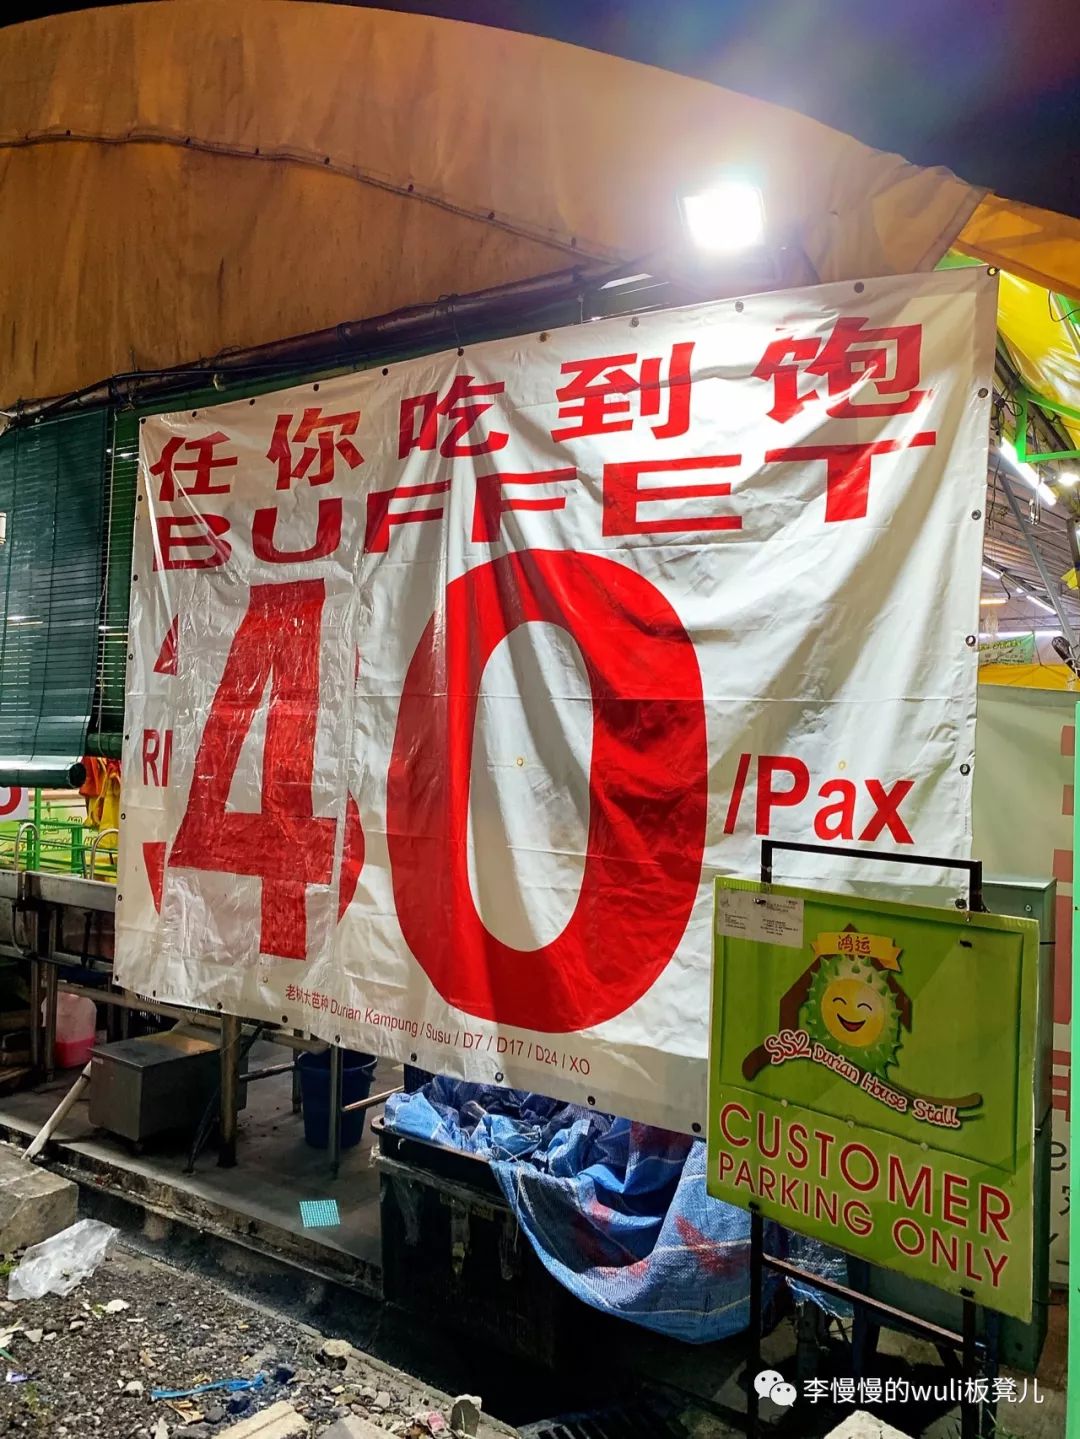 任你吃到饱
BUFFET
40
/Pax
老树大芭种 Durian Kampung / Susu / D7 / D17 / D24 / XO
鸿运
SS2 Durian House Stall
CUSTOMER
PARKING ONLY
李慢慢的wuli板凳儿